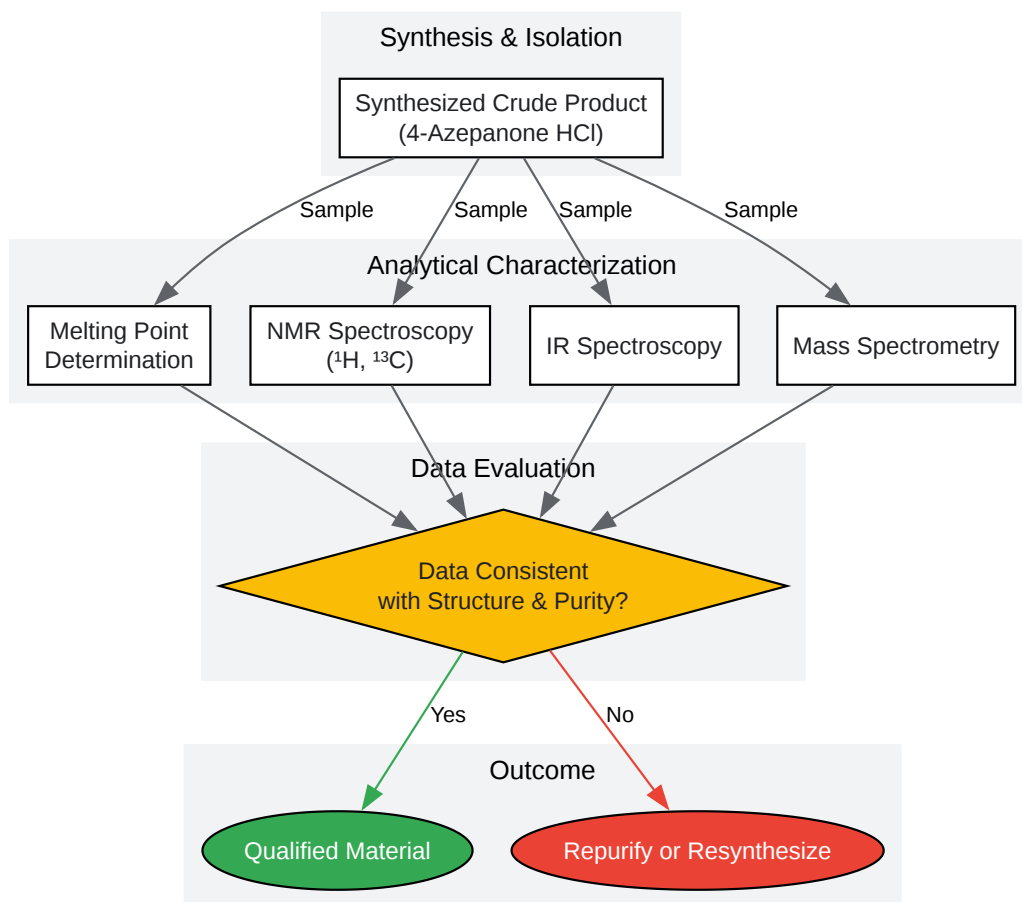 Synthesis & Isolation
Synthesized Crude Product
(4-Azepanone HCl)
Sample
Sample
Sample
Sample
Analytical Characterization
Melting Point
Determination
NMR Spectroscopy
(¹H, ¹³C)
IR Spectroscopy
Mass Spectrometry
Data Evaluation
Data Consistent
with Structure & Purity?
Yes
No
Outcome
Qualified Material
Repurify or Resynthesize